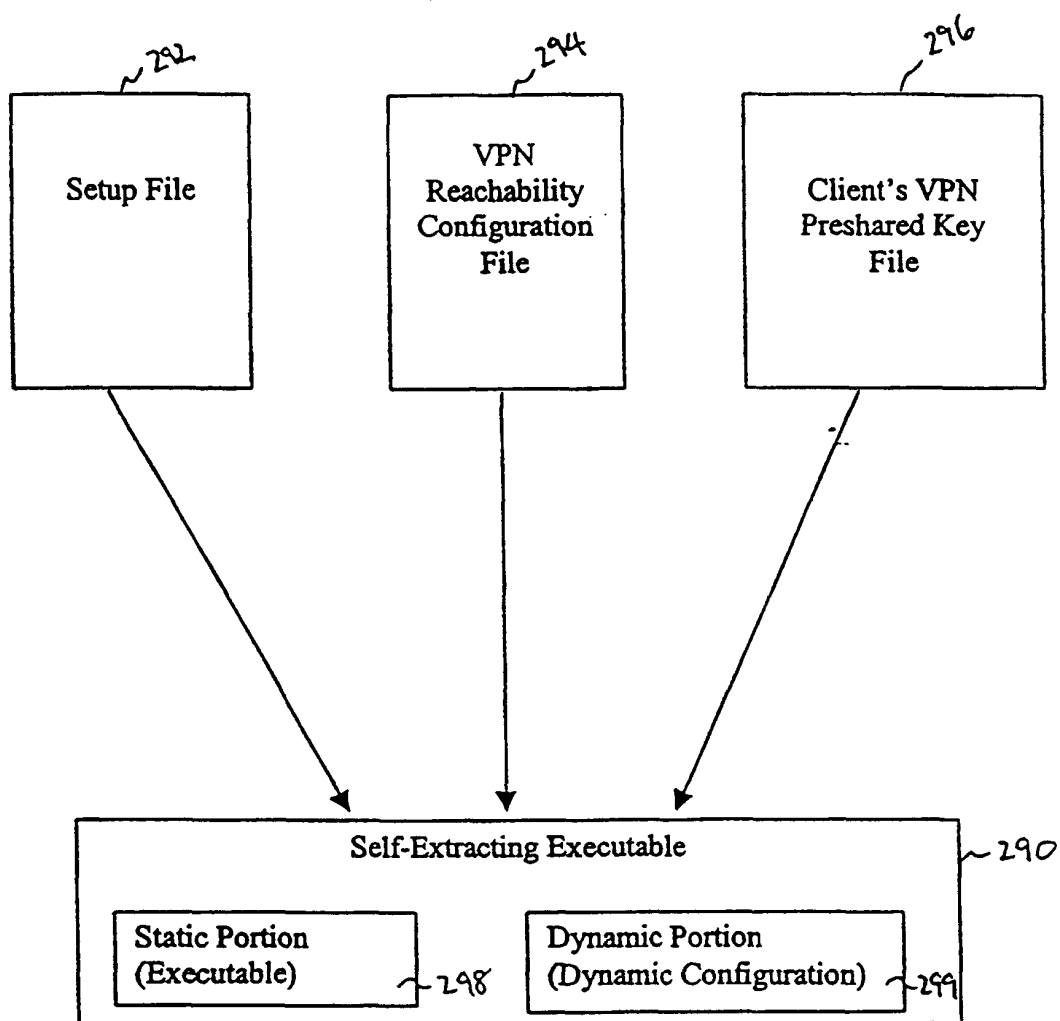 292
294
296
Setup File
VPN
Reachability
Configuration
File
Client's VPN
Preshared Key
File
Self-Extracting Executable
290
Static Portion
(Executable)
298
Dynamic Portion
(Dynamic Configuration)
299